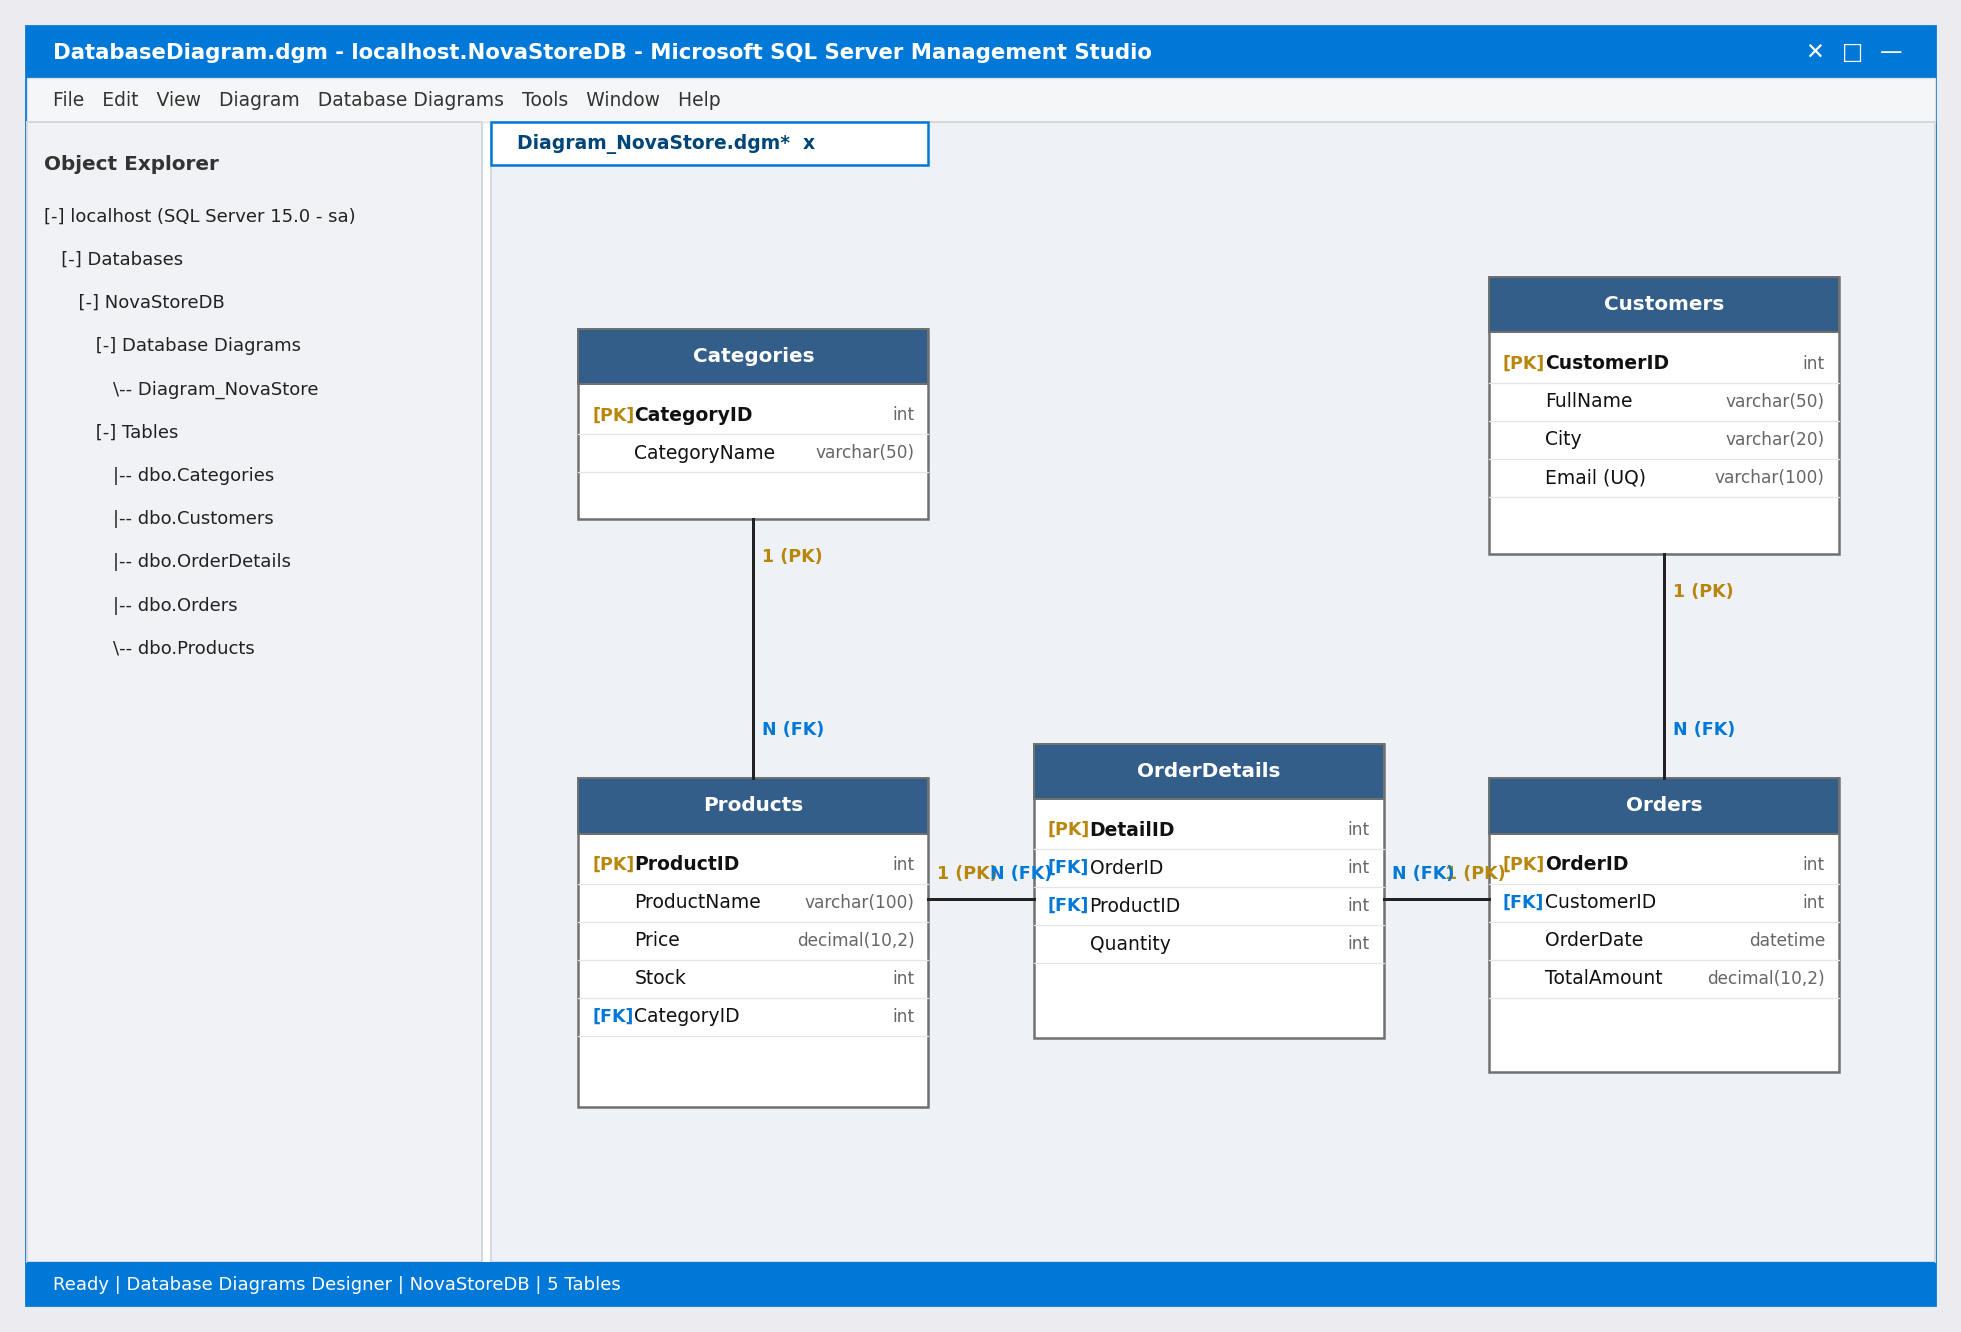 DatabaseDiagram.dgm - localhost.NovaStoreDB - Microsoft SQL Server Management Studio ✕ □ —
File Edit View Diagram Database Diagrams Tools Window Help
Object Explorer
[-] localhost (SQL Server 15.0 - sa)
[-] Databases
[-] NovaStoreDB
[-] Database Diagrams
\-- Diagram_NovaStore
[-] Tables
|-- dbo.Categories
|-- dbo.Customers
|-- dbo.OrderDetails
|-- dbo.Orders
\-- dbo.Products
Diagram_NovaStore.dgm* x
Categories
[PK] CategoryID int
CategoryName varchar(50)
1 (PK)
N (FK)
Customers
[PK] CustomerID int
FullName varchar(50)
City varchar(20)
Email (UQ) varchar(100)
1 (PK)
N (FK)
Products
[PK] ProductID int
ProductName varchar(100)
Price decimal(10,2)
Stock int
[FK] CategoryID int
1 (PK) N (FK)
OrderDetails
[PK] DetailID int
[FK] OrderID int
[FK] ProductID int
Quantity int
N (FK) 1 (PK)
Orders
[PK] OrderID int
[FK] CustomerID int
OrderDate datetime
TotalAmount decimal(10,2)
Ready | Database Diagrams Designer | NovaStoreDB | 5 Tables